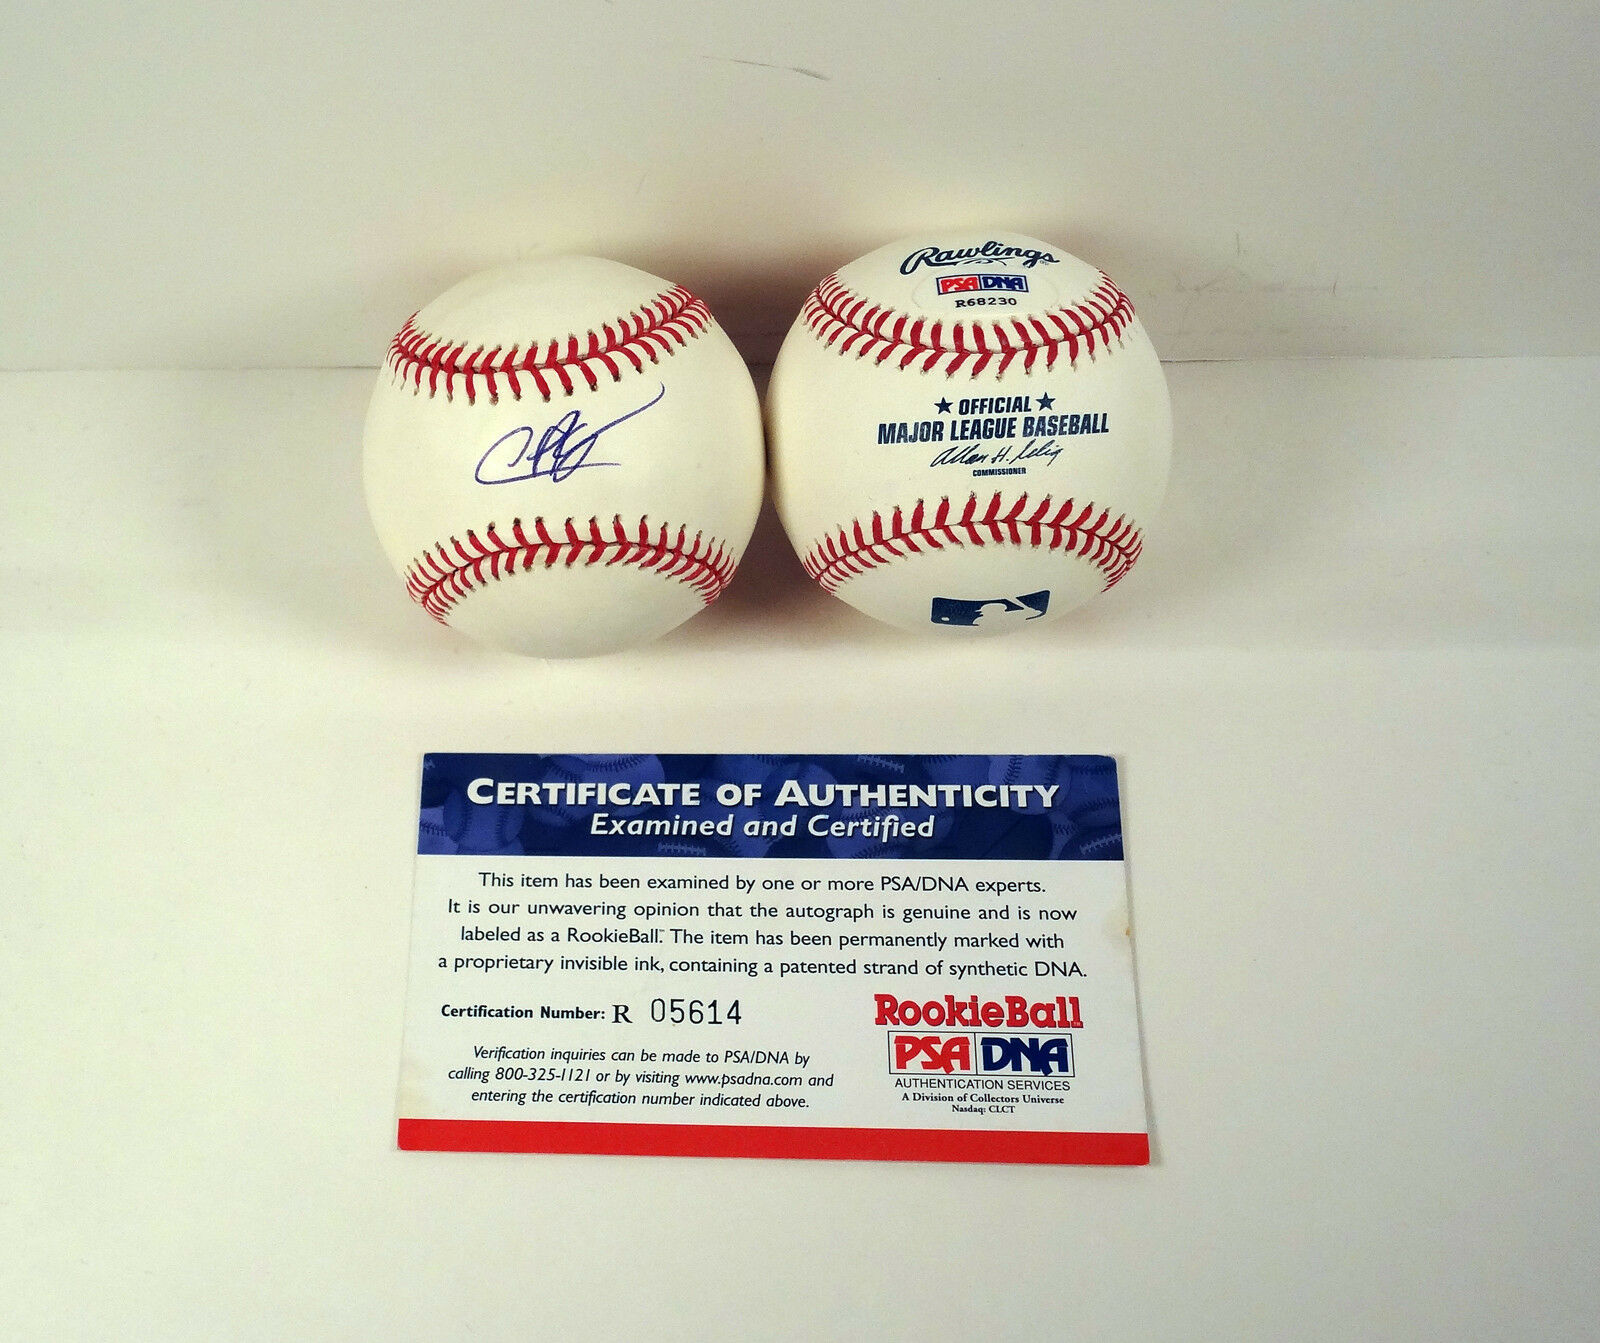 Rawlings
PSA DNA
R68230
★ OFFICIAL ★
MAJOR LEAGUE BASEBALL
Allan H. Selig
COMMISSIONER
CERTIFICATE OF AUTHENTICITY
Examined and Certified
This item has been examined by one or more PSA/DNA experts.
It is our unwavering opinion that the autograph is genuine and is now
labeled as a RookieBall.™ The item has been permanently marked with
a proprietary invisible ink, containing a patented strand of synthetic DNA.
Certification Number: R 05614
Verification inquiries can be made to PSA/DNA by
calling 800-325-1121 or by visiting www.psadna.com and
entering the certification number indicated above.
RookieBall™
PSA DNA
AUTHENTICATION SERVICES
A Division of Collectors Universe
Nasdaq: CLCT